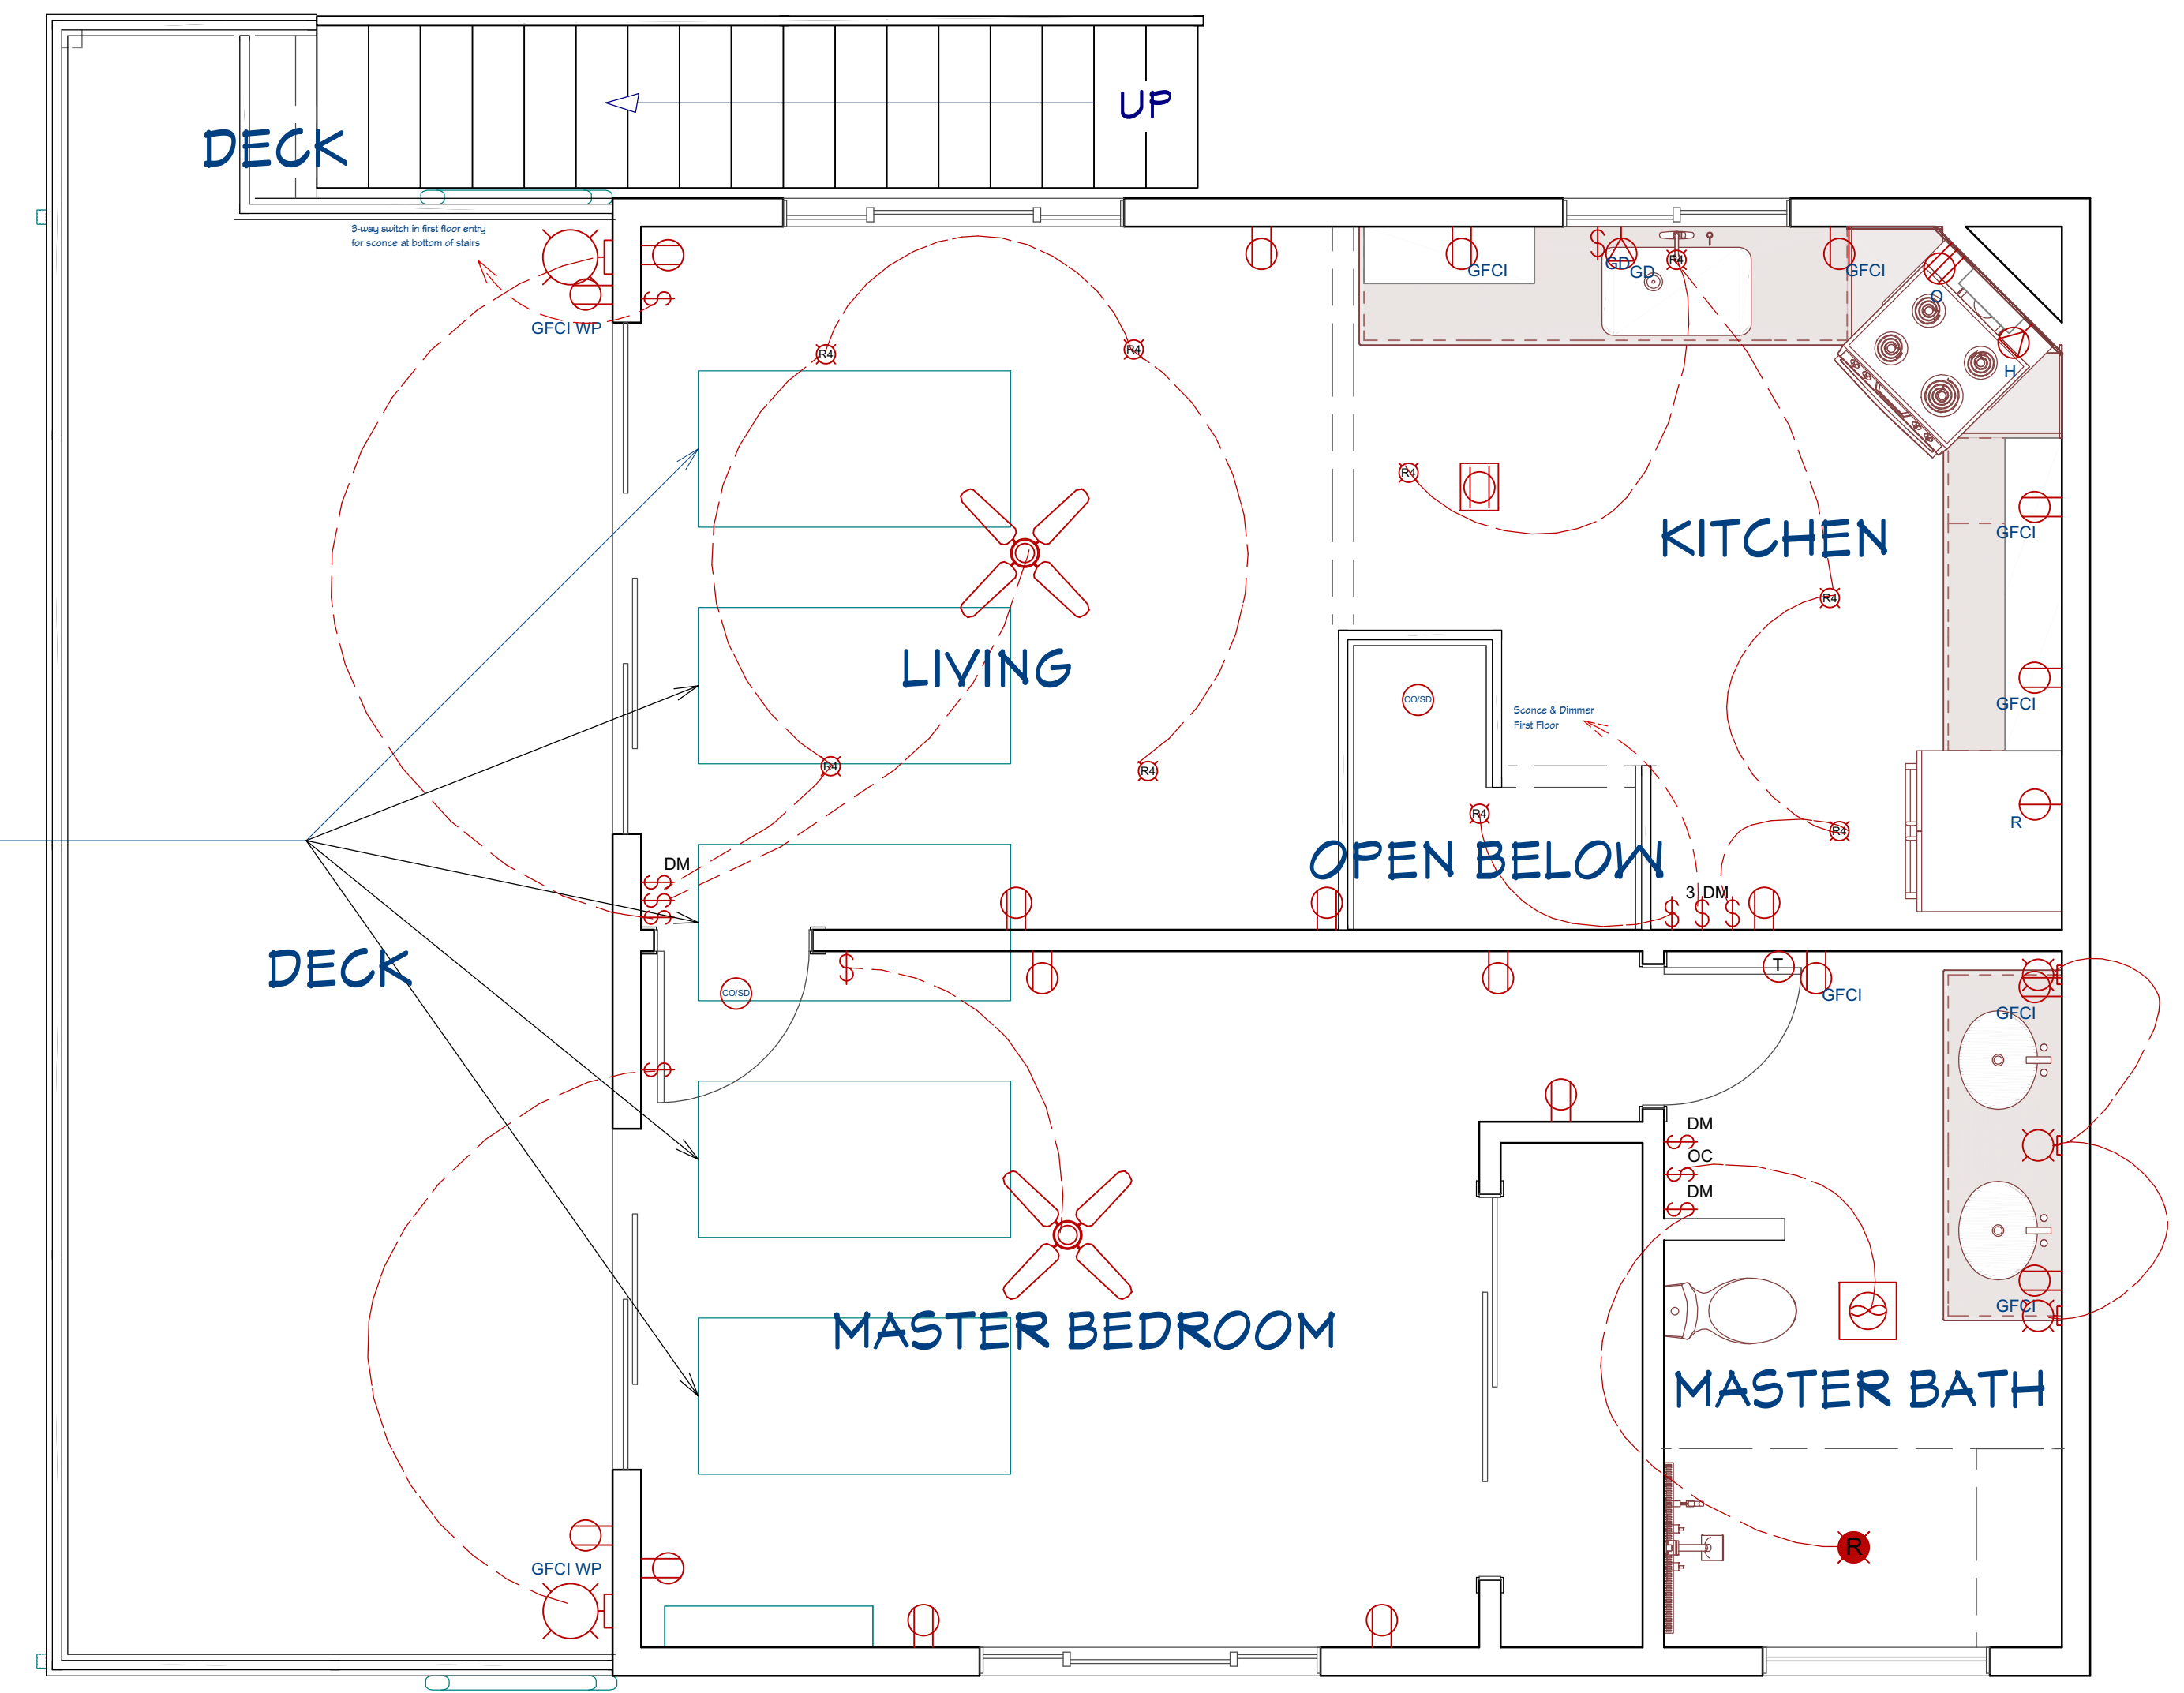 UP
DECK
3-way switch in first floor entry
for sconce at bottom of stairs
GFCI WP
GFCI
GD
GD
GFCI
O
H
R4
R4
R4
R4
KITCHEN
GFCI
R4
LIVING
CO/SD
GFCI
Sconce & Dimmer
First Floor
R4
R4
R4
R4
R
OPEN BELOW
DM
3 DM
DECK
CO/SD
T
GFCI
GFCI
DM
OC
DM
MASTER BEDROOM
GFCI
MASTER BATH
R
GFCI WP